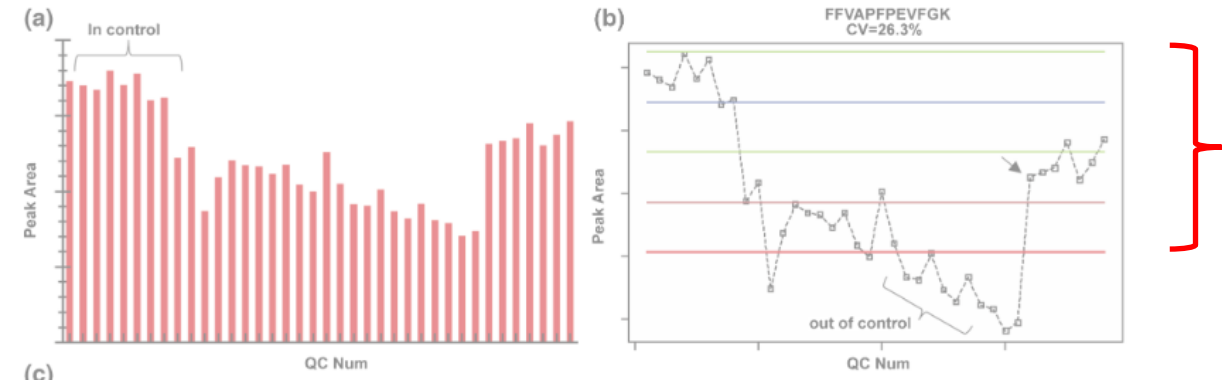 (a)
In control
Peak Area
QC Num
(b)
FFVAPFPEVFGK
CV=26.3%
Peak Area
out of control
QC Num
(c)